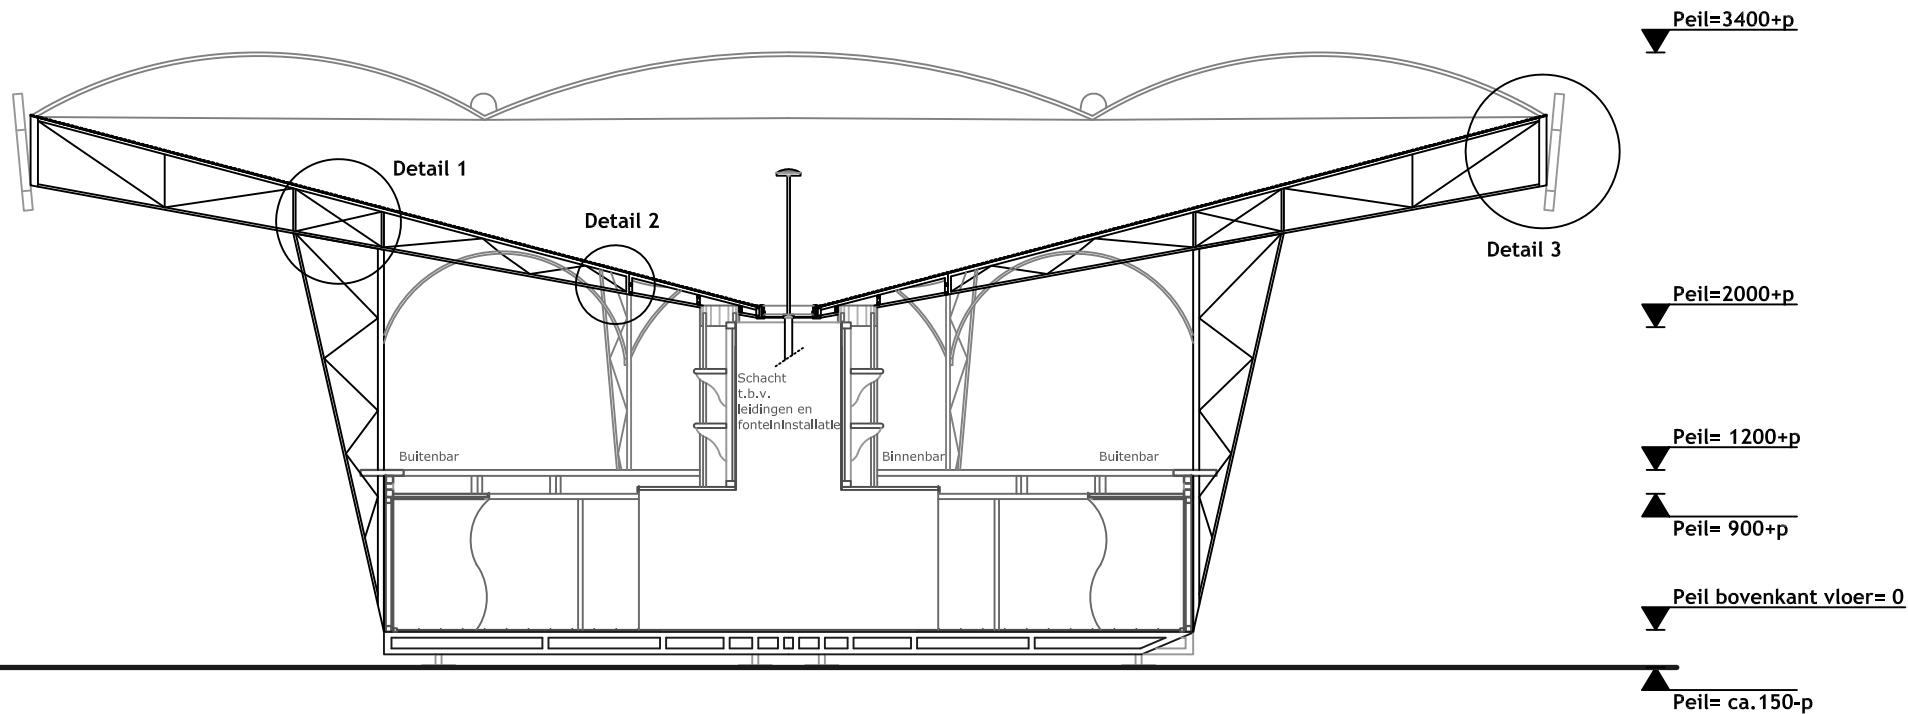 Peil=3400+p
Detail 1
Detail 2
Detail 3
Peil=2000+p
Schacht
t.b.v.
leidingen en
fonteininstallatie
Buitenbar
Binnenbar
Buitenbar
Peil= 1200+p
Peil= 900+p
Peil bovenkant vloer= 0
Peil= ca.150-p